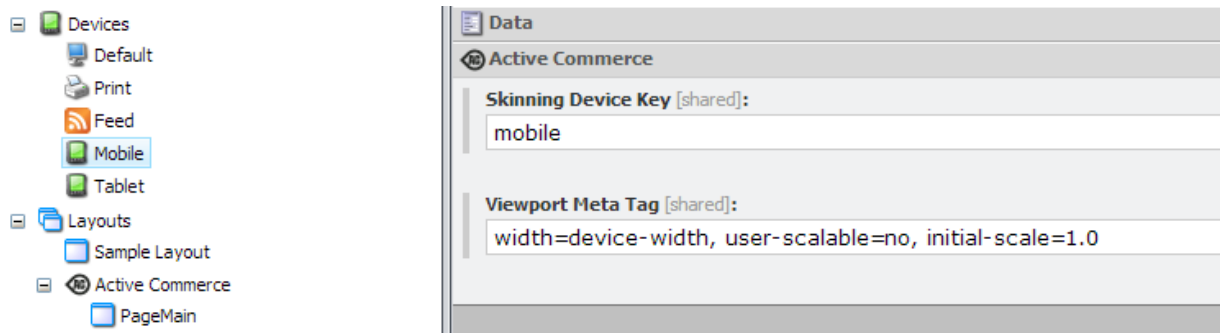 Devices
Default
Print
Feed
Mobile
Tablet
Layouts
Sample Layout
Active Commerce
PageMain
Data
Active Commerce
Skinning Device Key [shared]:
mobile
Viewport Meta Tag [shared]:
width=device-width, user-scalable=no, initial-scale=1.0